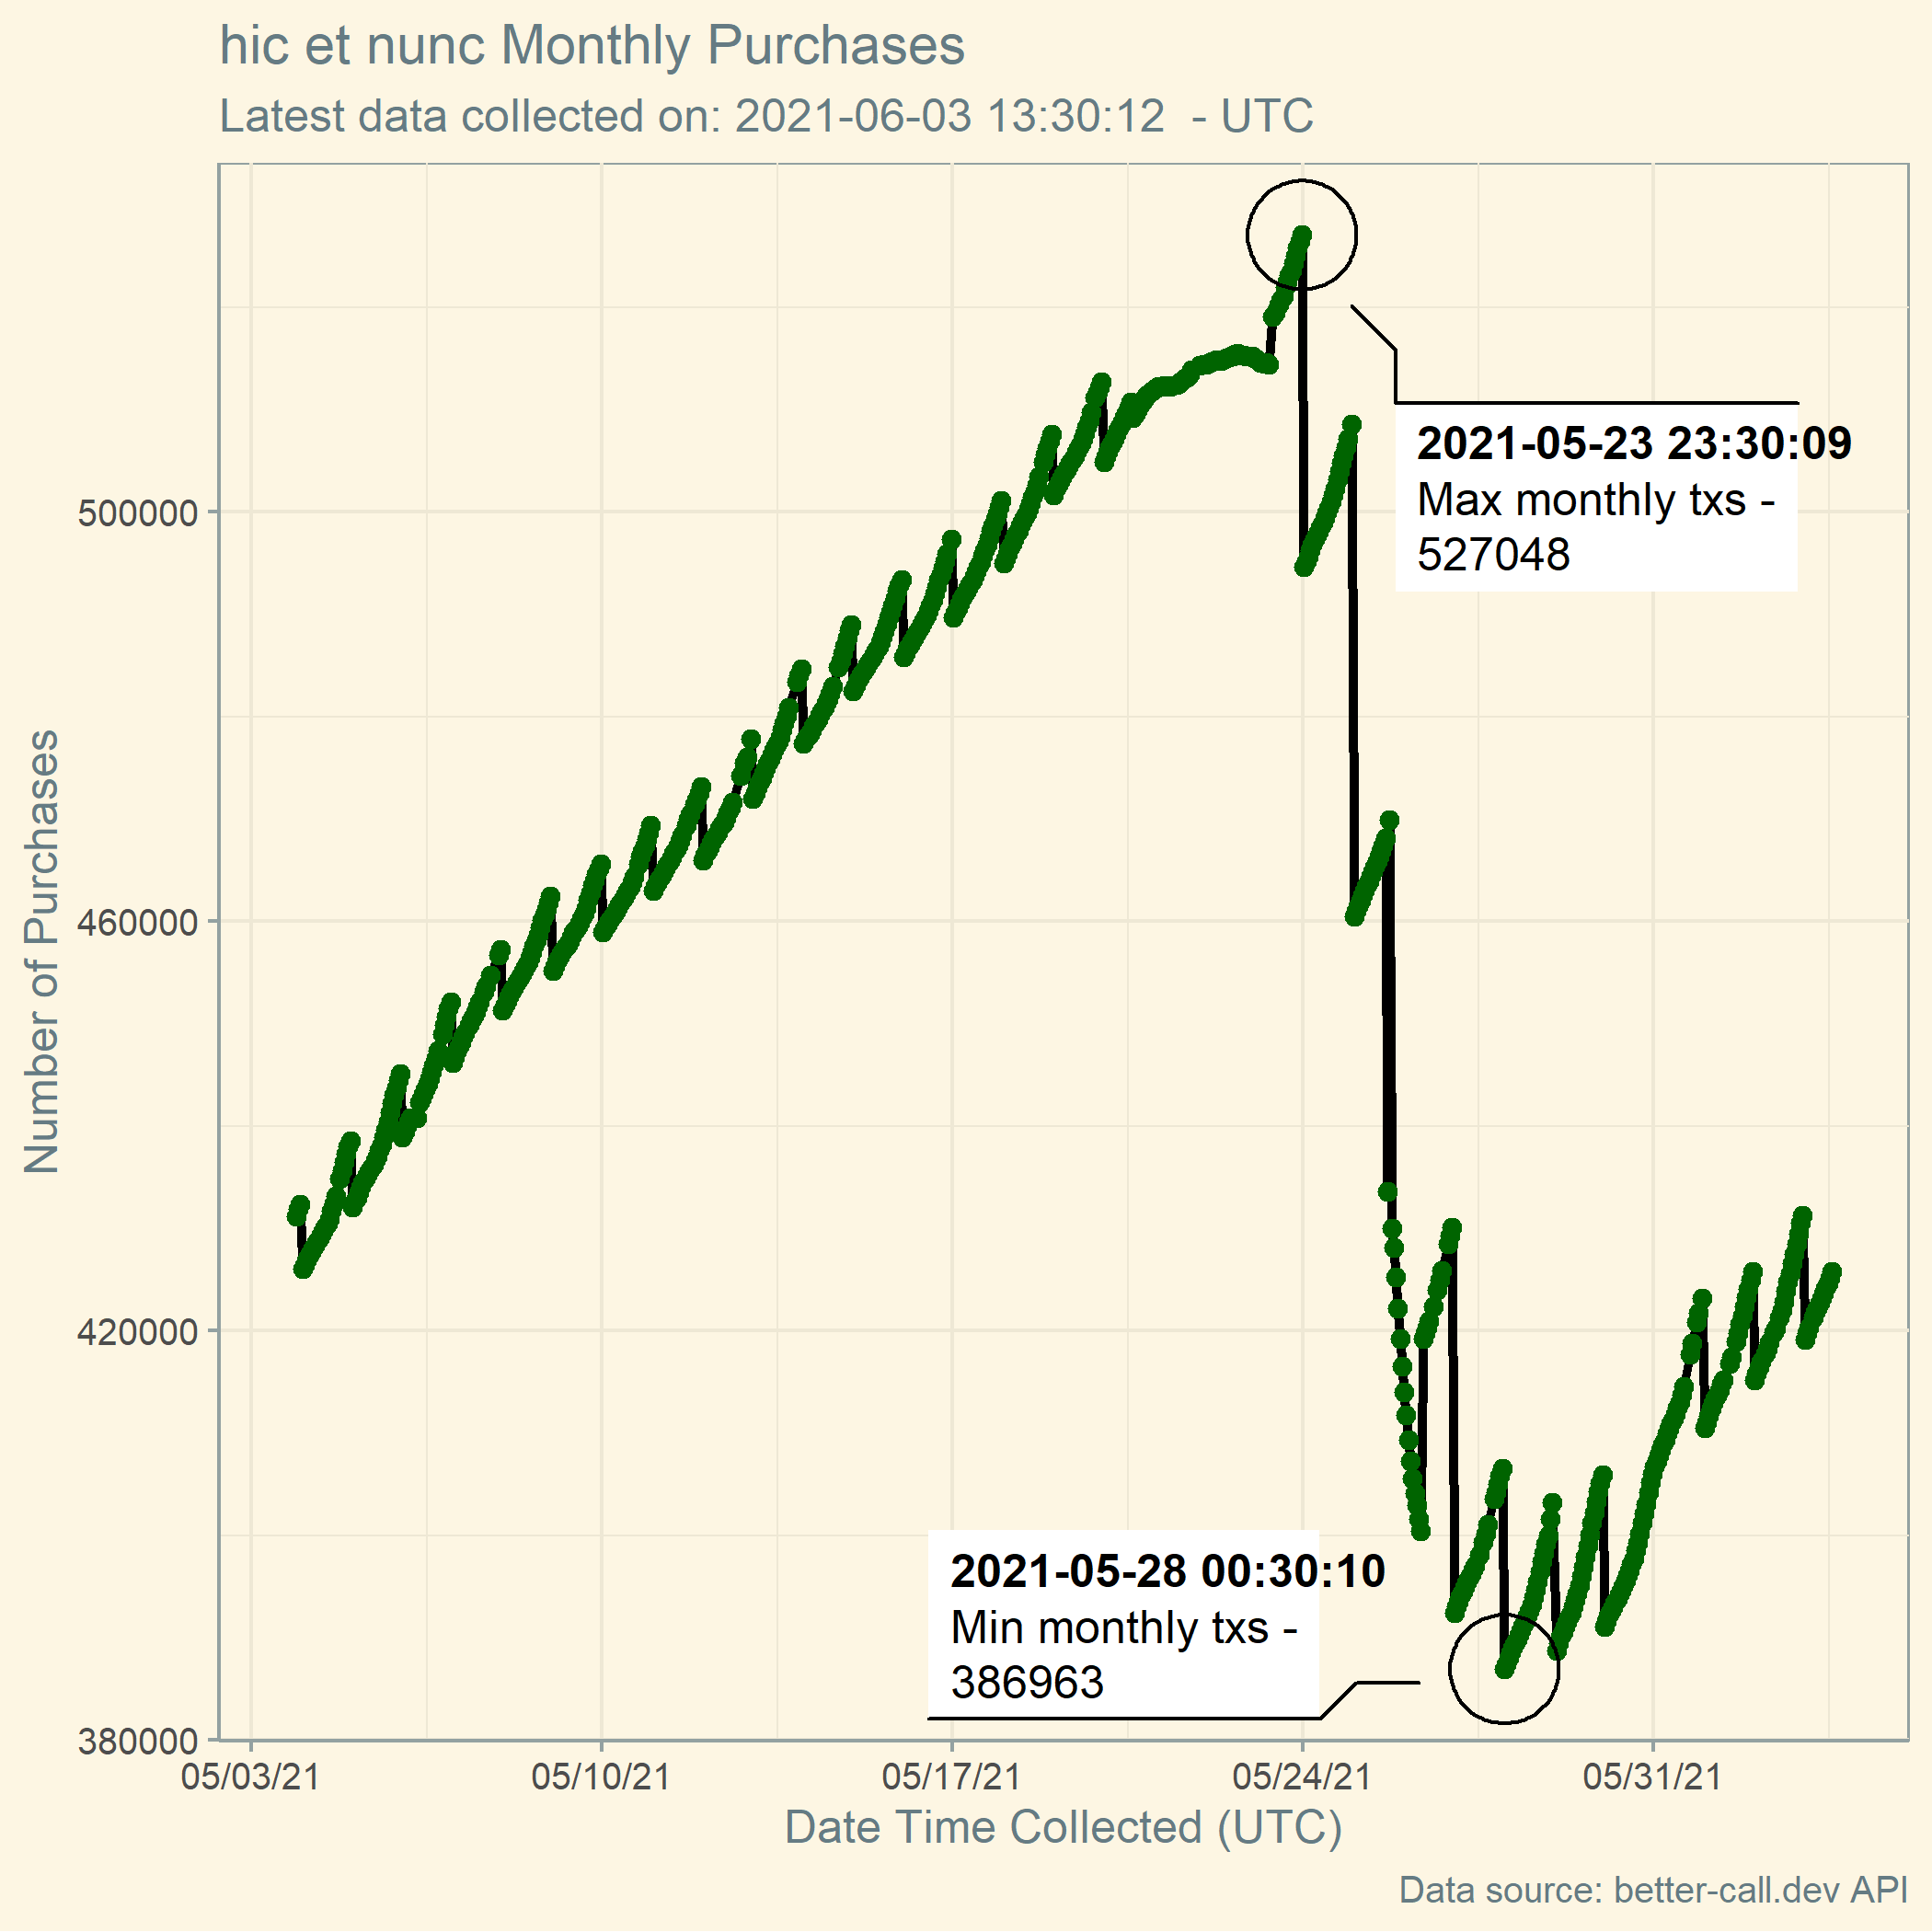 hic et nunc Monthly Purchases
Latest data collected on: 2021-06-03 13:30:12  - UTC
Number of Purchases
500000
460000
420000
380000
2021-05-23 23:30:09
Max monthly txs -
527048
2021-05-28 00:30:10
Min monthly txs -
386963
05/03/21
05/10/21
05/17/21
05/24/21
05/31/21
Date Time Collected (UTC)
Data source: better-call.dev API